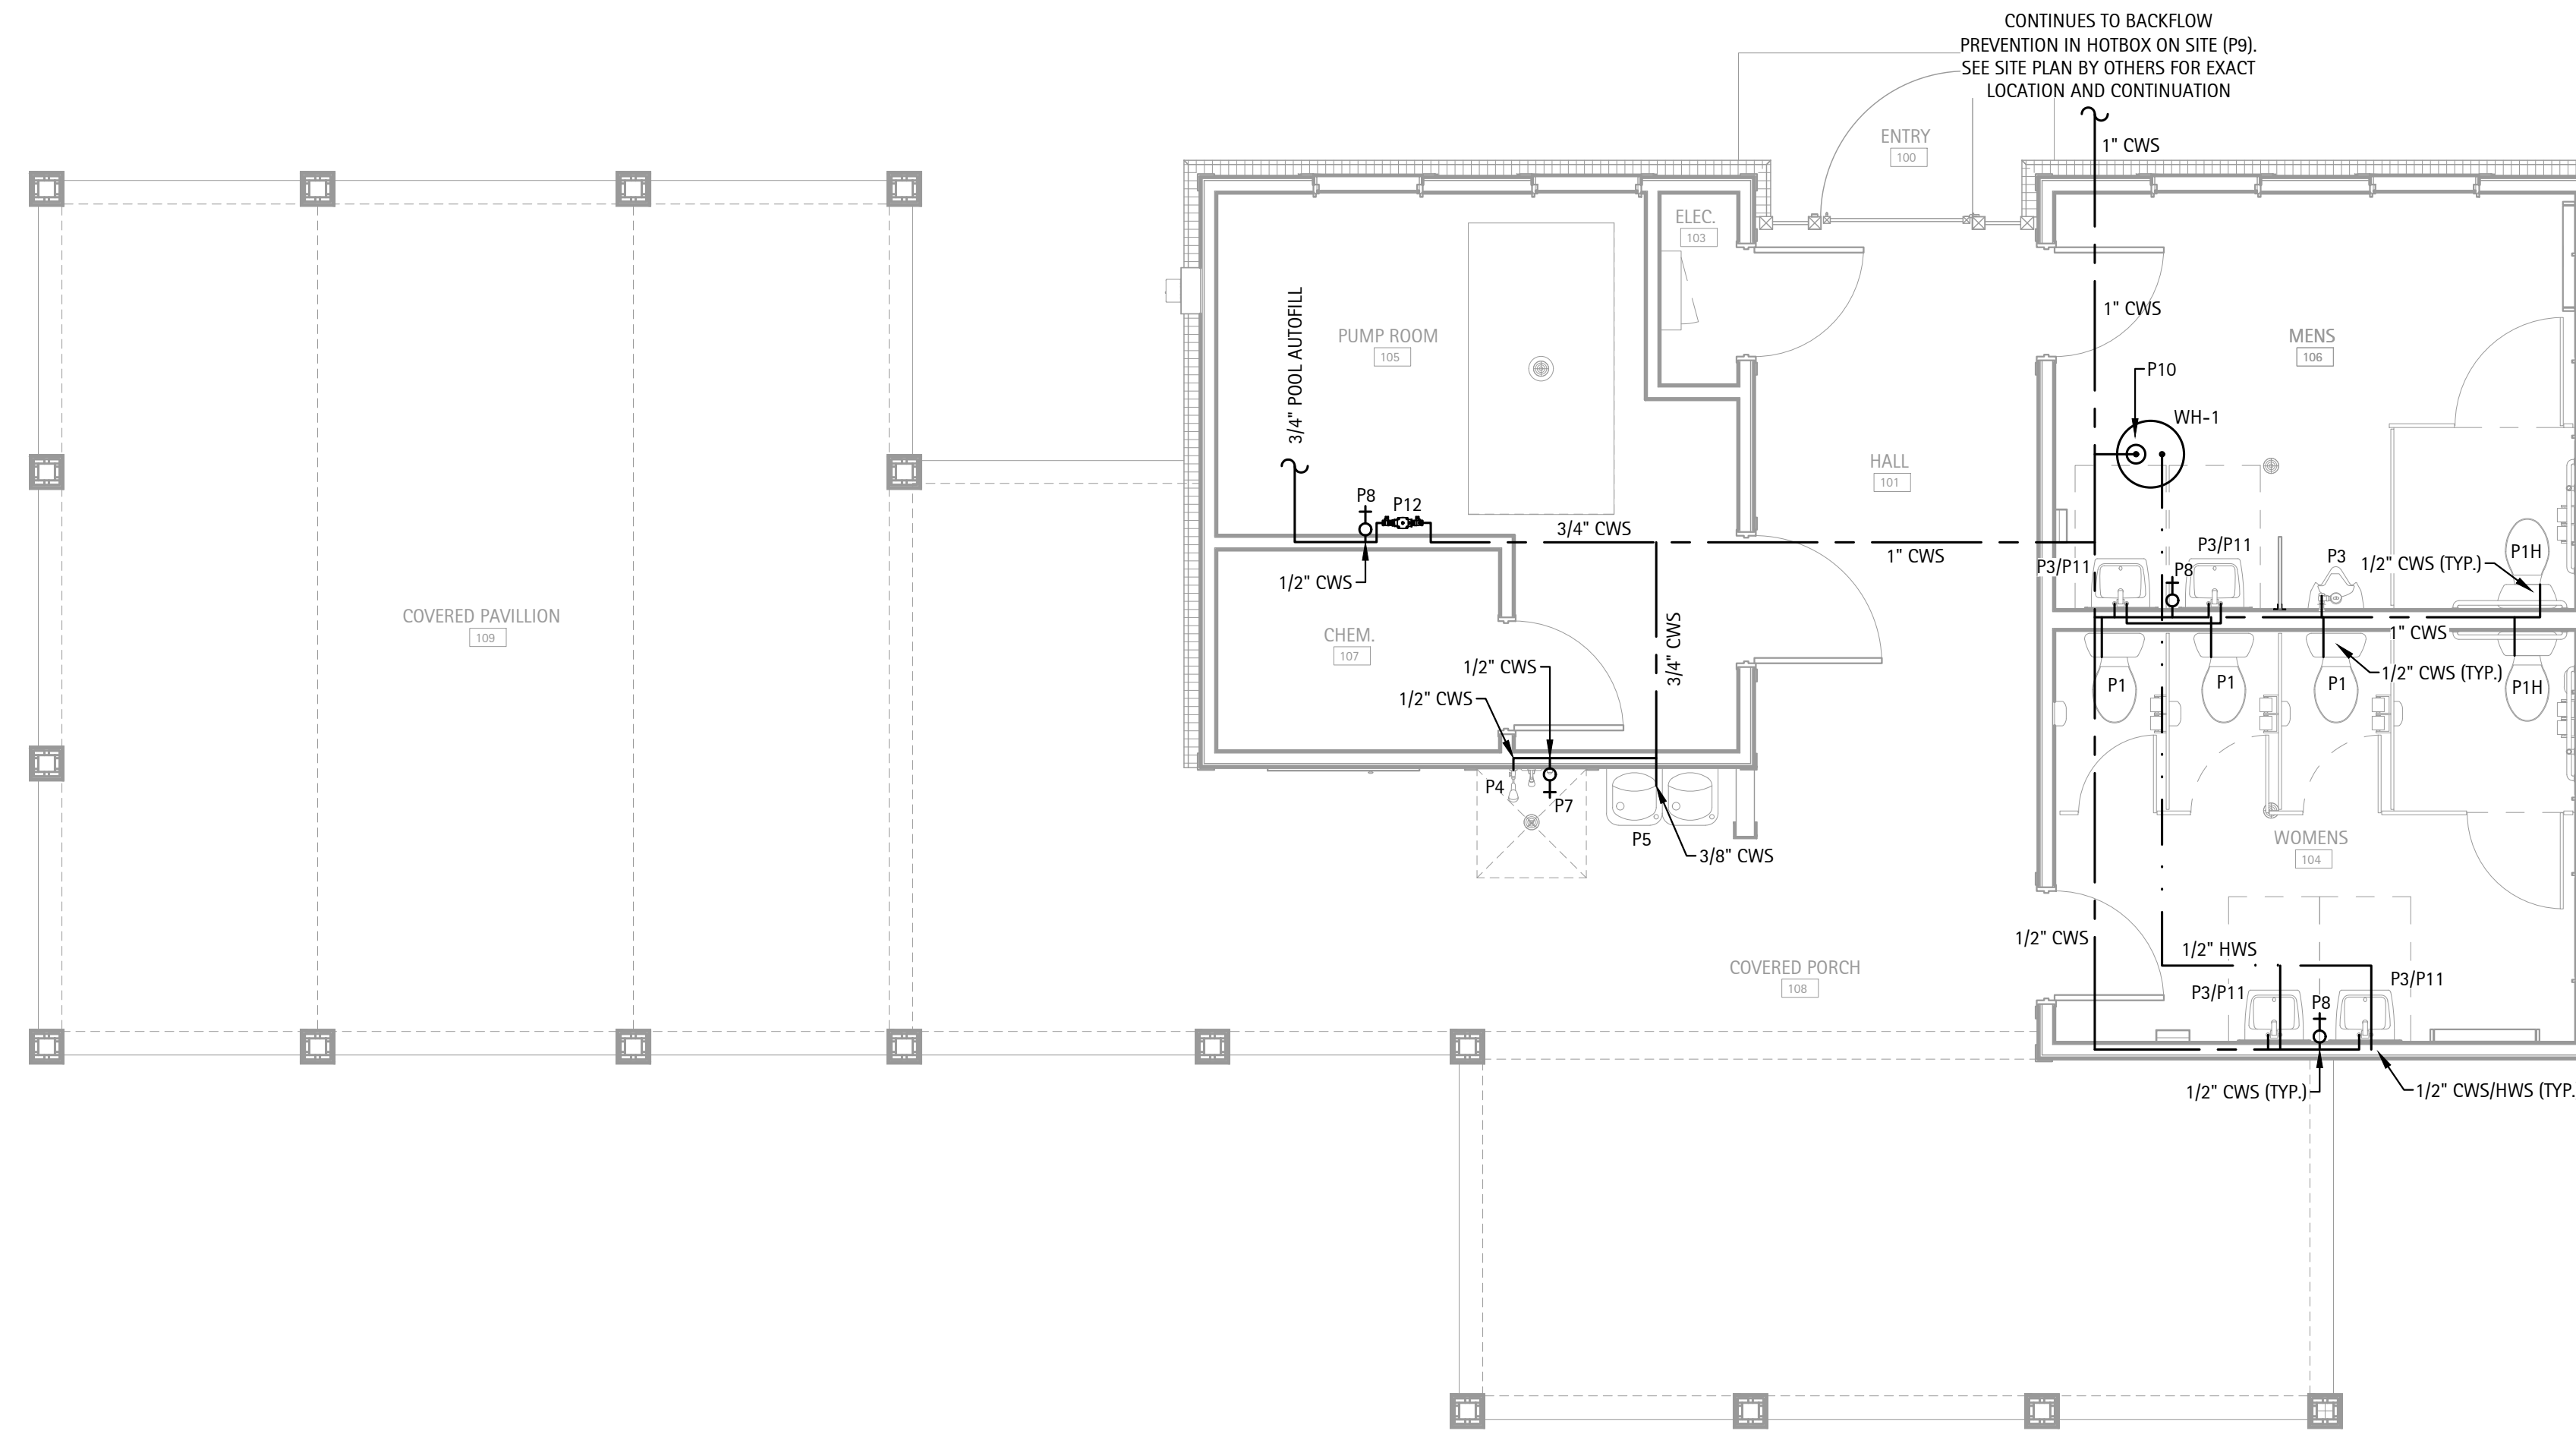 CONTINUES TO BACKFLOW
PREVENTION IN HOTBOX ON SITE (P9).
SEE SITE PLAN BY OTHERS FOR EXACT
LOCATION AND CONTINUATION
1" CWS
ENTRY
100
ELEC.
103
1" CWS
3/4" POOL AUTOFILL
PUMP ROOM
105
MENS
106
P10
WH-1
HALL
101
P8
P12
3/4" CWS
1" CWS
1/2" CWS
P3/P11
P3/P11
P8
P3
1/2" CWS (TYP.)
P1H
COVERED PAVILLION
109
CHEM.
107
3/4" CWS
1" CWS
1/2" CWS
1/2" CWS
1/2" CWS (TYP.)
P1
P1
P1
P1H
P4
P7
P5
3/8" CWS
WOMENS
104
1/2" CWS
1/2" HWS
COVERED PORCH
108
P3/P11
P8
P3/P11
1/2" CWS (TYP.)
1/2" CWS/HWS (TYP.